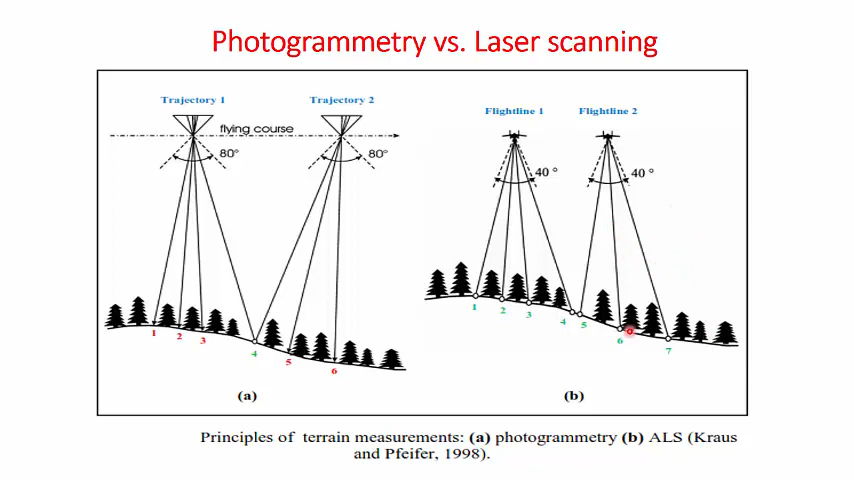 Photogrammetry vs. Laser scanning
Trajectory 1
Trajectory 2
flying course
80°
80°
1
2
3
4
5
6
(a)
Flightline 1
Flightline 2
40 °
40 °
1
2
3
4
5
6
7
(b)
Principles of terrain measurements: (a) photogrammetry (b) ALS (Kraus
and Pfeifer, 1998).